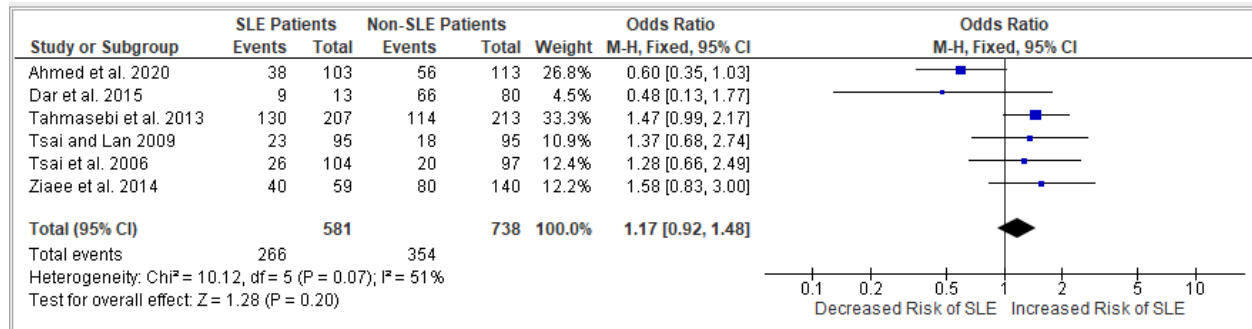 SLE Patients Non-SLE Patients Odds Ratio Odds Ratio
Study or Subgroup Events Total Events Total Weight M-H, Fixed, 95% CI M-H, Fixed, 95% CI
Ahmed et al. 2020 38 103 56 113 26.8% 0.60 [0.35, 1.03]
Dar et al. 2015 9 13 66 80 4.5% 0.48 [0.13, 1.77]
Tahmasebi et al. 2013 130 207 114 213 33.3% 1.47 [0.99, 2.17]
Tsai and Lan 2009 23 95 18 95 10.9% 1.37 [0.68, 2.74]
Tsai et al. 2006 26 104 20 97 12.4% 1.28 [0.66, 2.49]
Ziaee et al. 2014 40 59 80 140 12.2% 1.58 [0.83, 3.00]
Total (95% CI) 581 738 100.0% 1.17 [0.92, 1.48]
Total events 266 354
Heterogeneity: Chi² = 10.12, df = 5 (P = 0.07); I² = 51%
Test for overall effect: Z = 1.28 (P = 0.20)
0.1 0.2 0.5 1 2 5 10
Decreased Risk of SLE Increased Risk of SLE